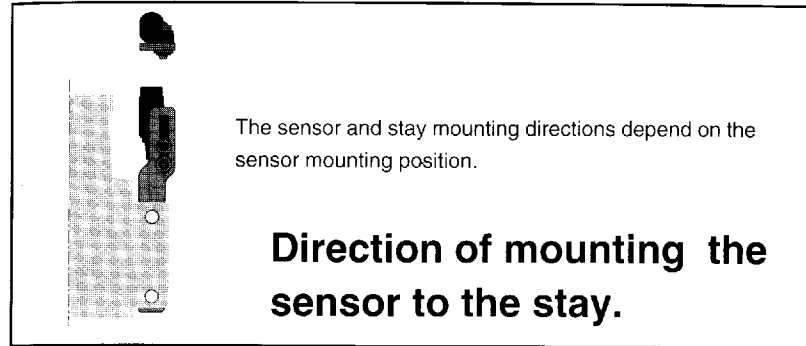 The sensor and stay mounting directions depend on the
sensor mounting position.
Direction of mounting the
sensor to the stay.